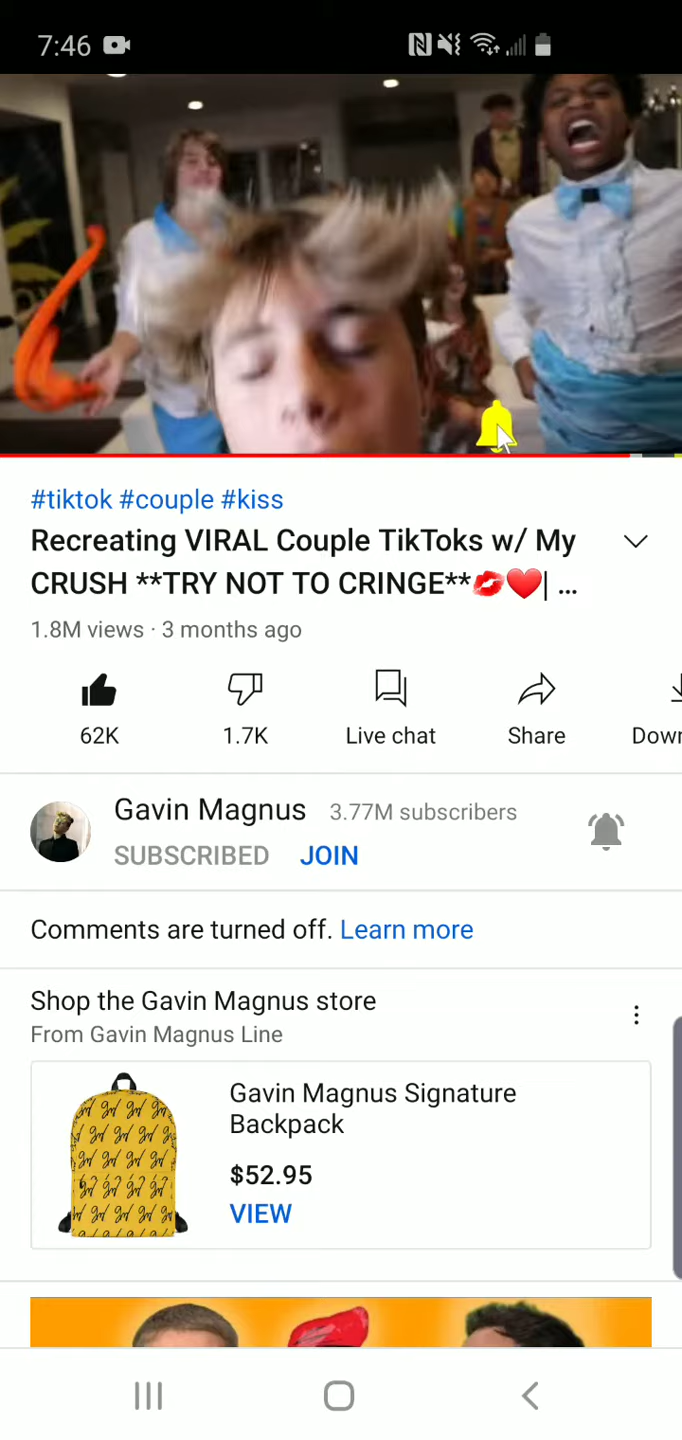 7:46
#tiktok #couple #kiss
Recreating VIRAL Couple TikToks w/ My
CRUSH **TRY NOT TO CRINGE**💋❤️| ...
1.8M views · 3 months ago
62K
1.7K
Live chat
Share
Down
Gavin Magnus 3.77M subscribers
SUBSCRIBED JOIN
Comments are turned off. Learn more
Shop the Gavin Magnus store
From Gavin Magnus Line
Gavin Magnus Signature
Backpack
$52.95
VIEW